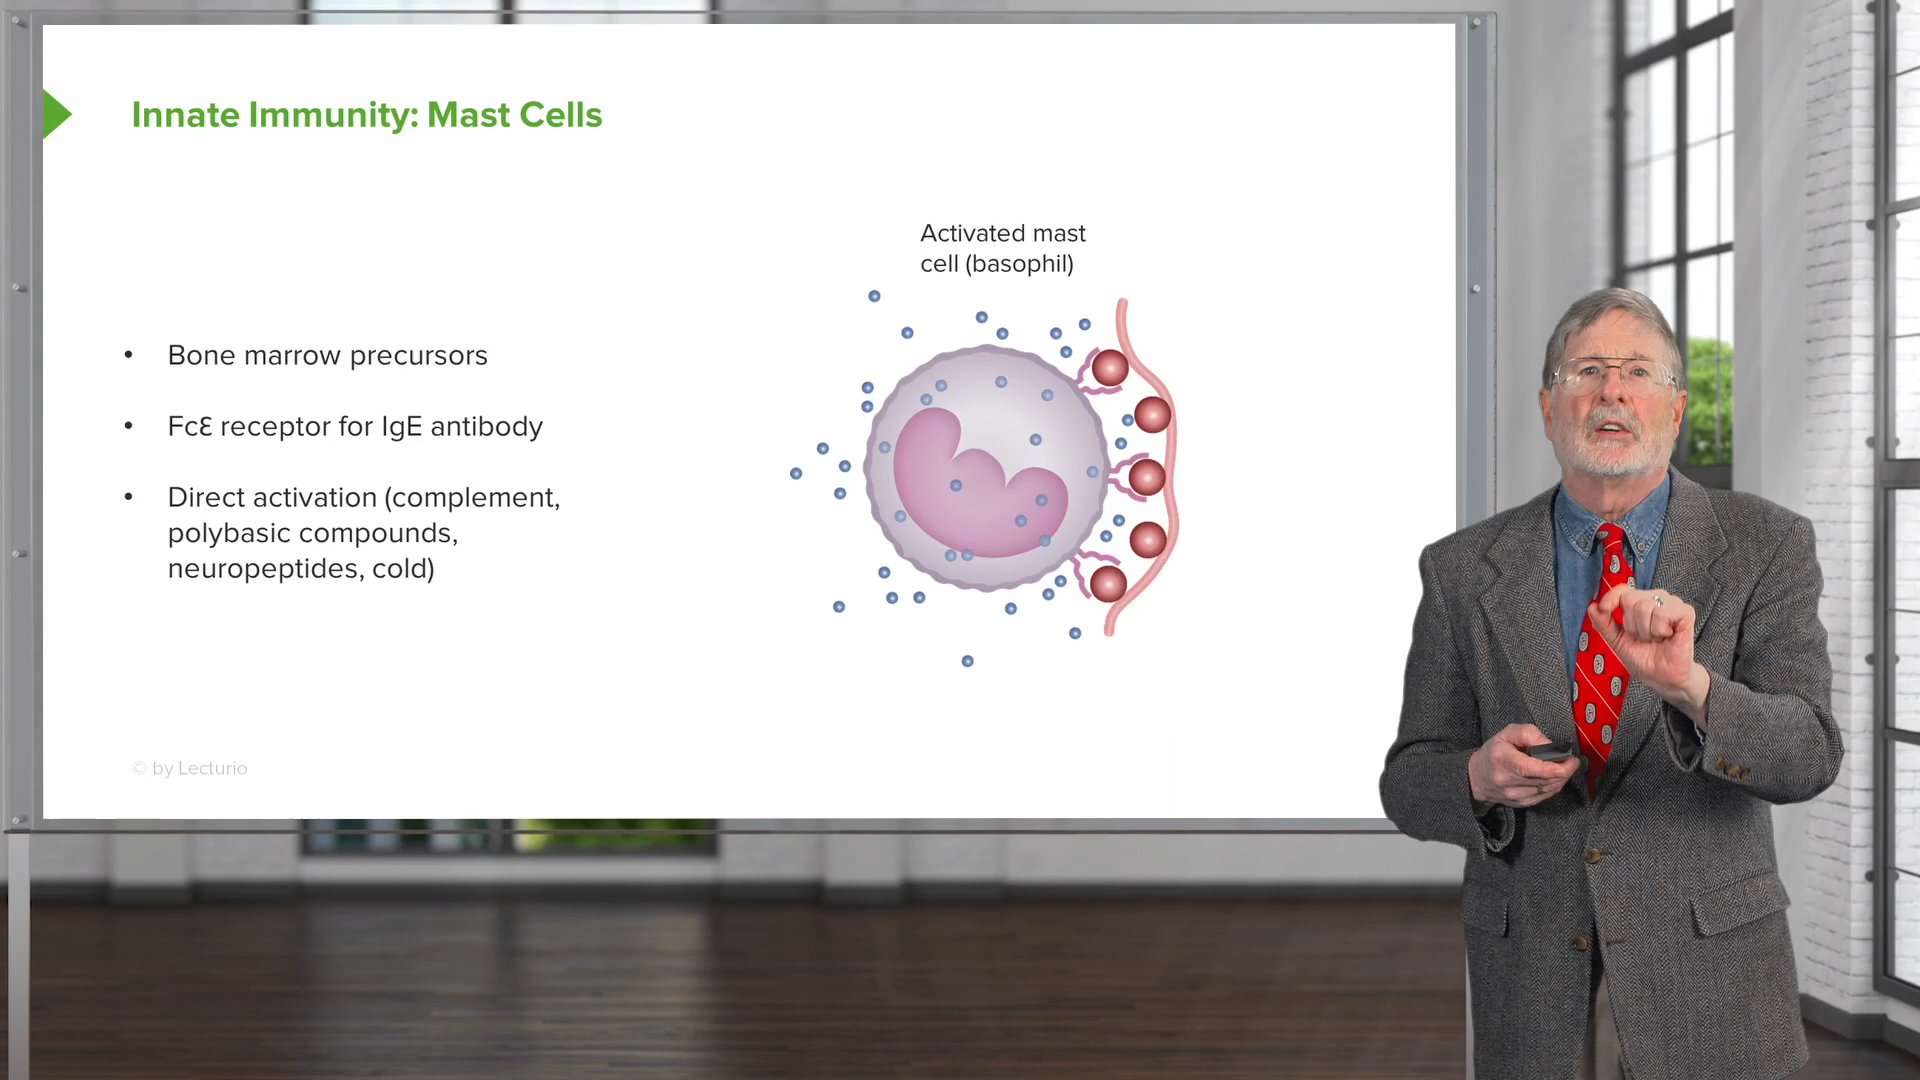 Innate Immunity: Mast Cells
Activated mast
cell (basophil)
• Bone marrow precursors
• Fcε receptor for IgE antibody
• Direct activation (complement,
polybasic compounds,
neuropeptides, cold)
© by Lecturio